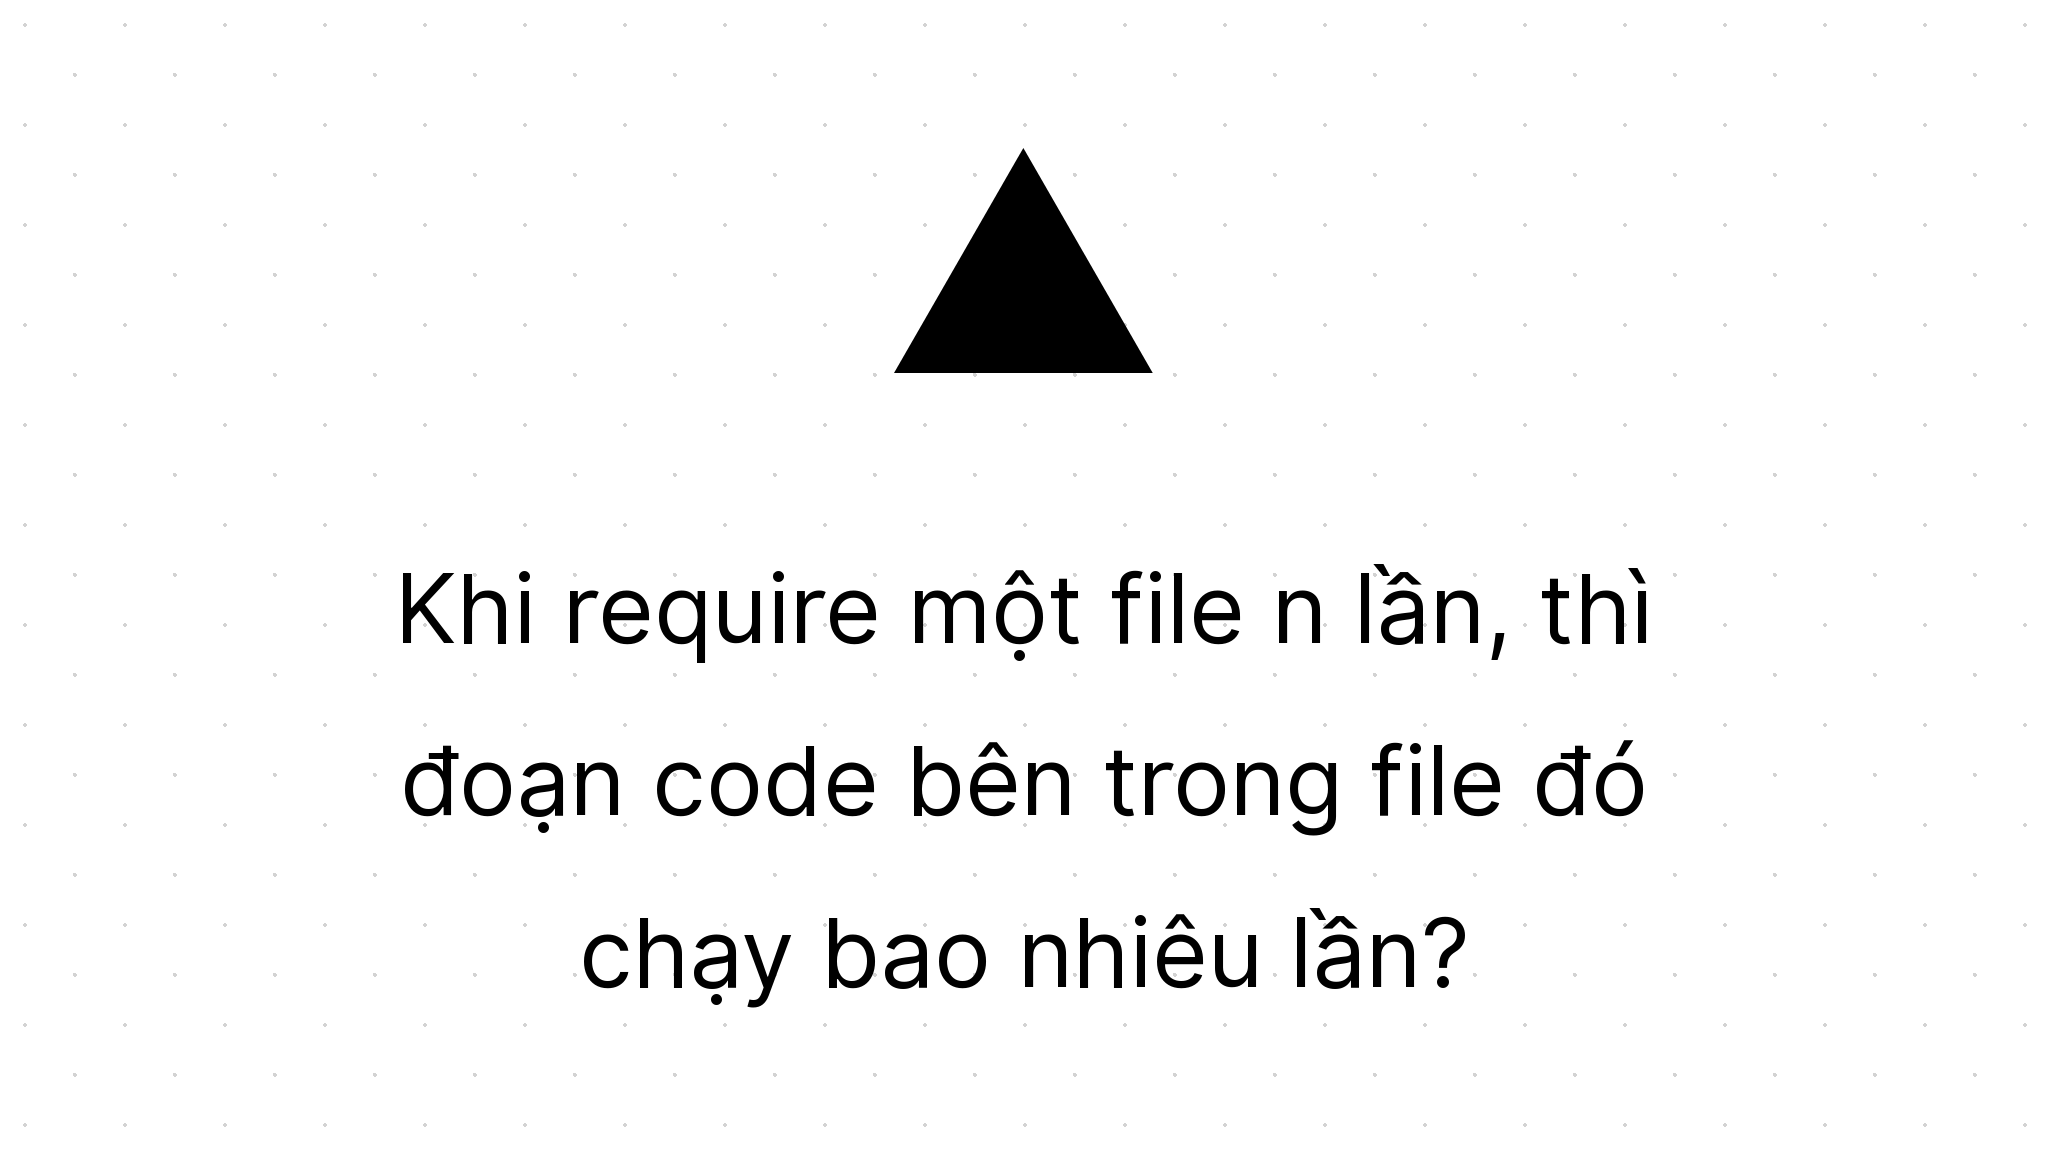 Khi require một file n lần, thì
đoạn code bên trong file đó
chạy bao nhiêu lần?